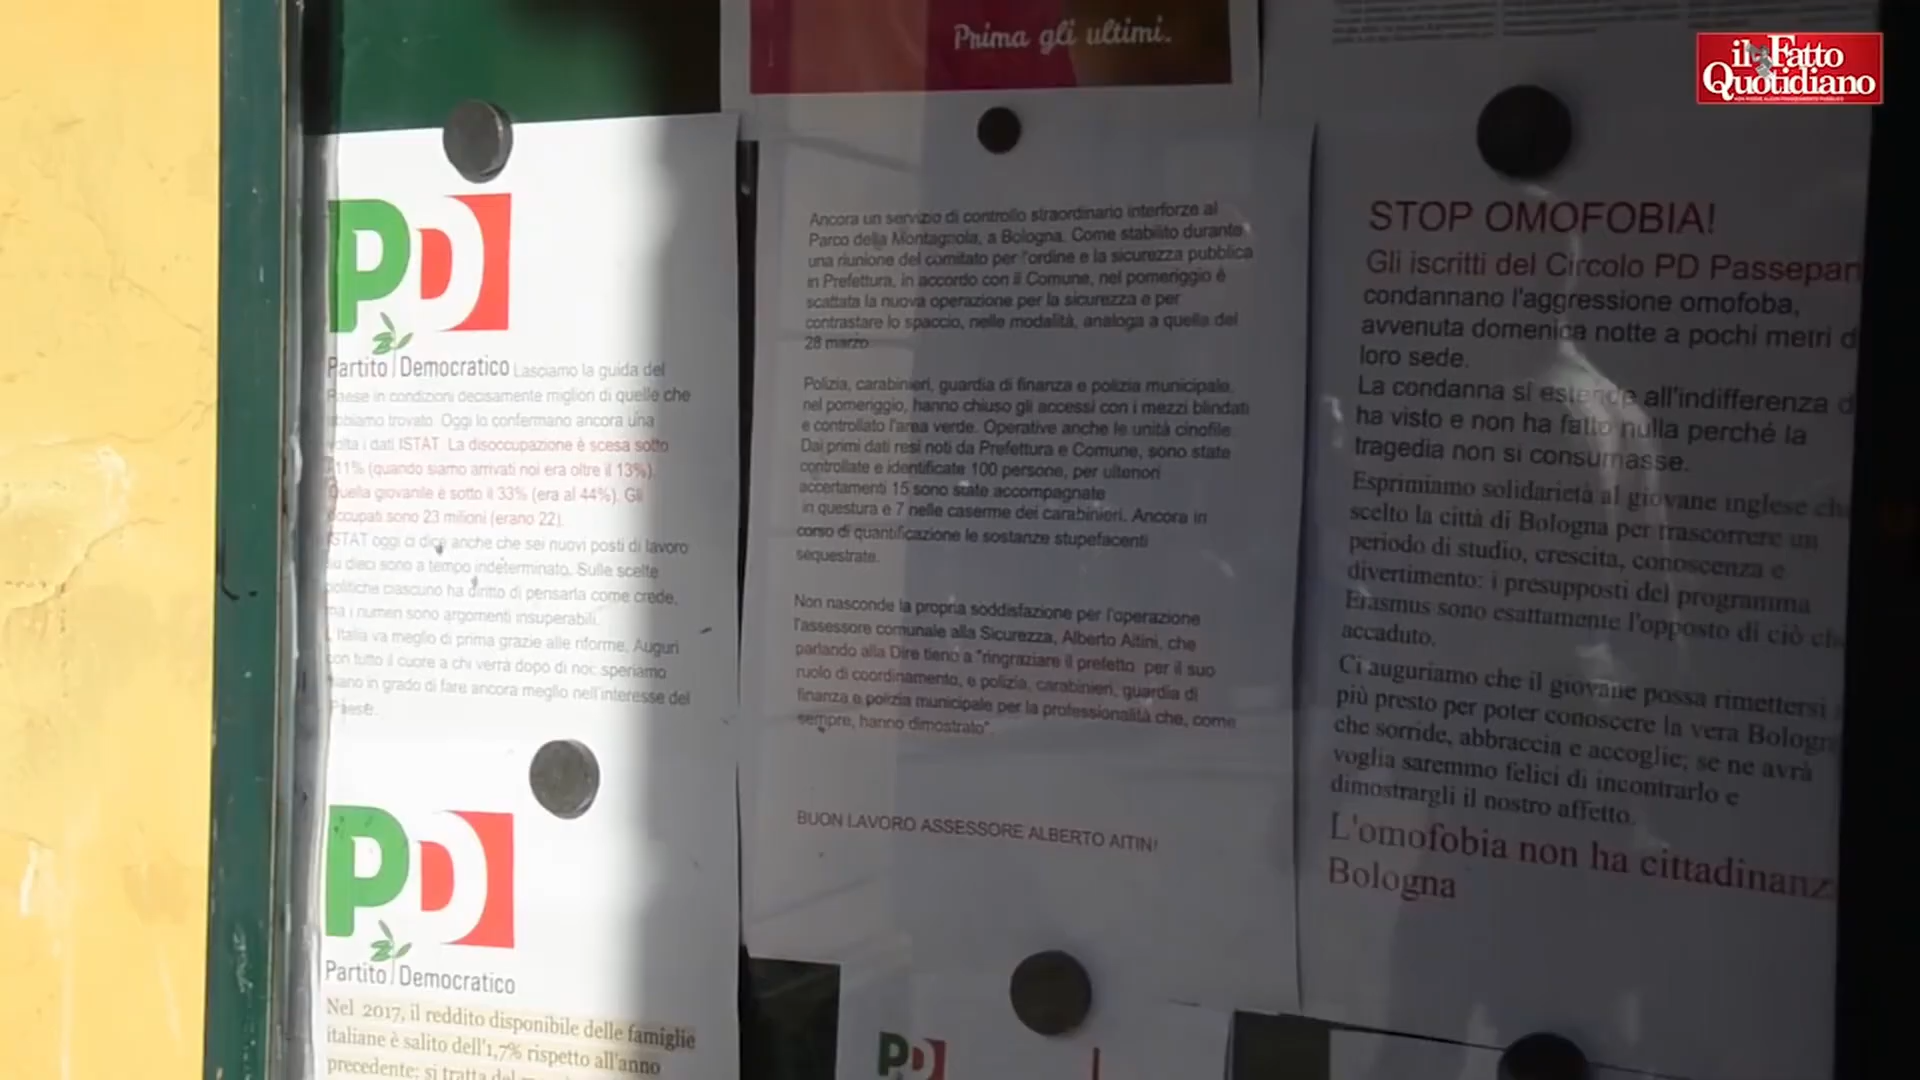 Prima gli ultimi.
il Fatto
Quotidiano
PD
Partito Democratico Lasciamo la guida del
Paese in condizioni decisamente migliori di quelle che
abbiamo trovato. Oggi lo confermano ancora una
volta i dati ISTAT. La disoccupazione è scesa sotto
11% (quando siamo arrivati noi era oltre il 13%).
Quella giovanile è sotto il 33% (era al 44%). Gli
occupati sono 23 milioni (erano 22).
ISTAT oggi ci dice anche che sei nuovi posti di lavoro
su dieci sono a tempo indeterminato. Sulle scelte
politiche ciascuno ha diritto di pensarla come crede,
ma i numeri sono argomenti insuperabili.
L Italia va meglio di prima grazie alle riforme. Auguri
con tutto il cuore a chi verrà dopo di noi: speriamo
siano in grado di fare ancora meglio nell'interesse del
Paese.
PD
Partito Democratico
Nel 2017, il reddito disponibile delle famiglie
italiane è salito dell'1,7% rispetto all'anno
precedente: si tratta del
Ancora un servizio di controllo straordinario interforze al
Parco della Montagnola, a Bologna. Come stabilito durante
una riunione del comitato per l'ordine e la sicurezza pubblica
in Prefettura, in accordo con il Comune, nel pomeriggio è
scattata la nuova operazione per la sicurezza e per
contrastare lo spaccio, nelle modalità, analoga a quella del
28 marzo
Polizia, carabinieri, guardia di finanza e polizia municipale,
nel pomeriggio, hanno chiuso gli accessi con i mezzi blindati
e controllato l'area verde. Operative anche le unità cinofile.
Dai primi dati resi noti da Prefettura e Comune, sono state
controllate e identificate 100 persone, per ulteriori
accertamenti 15 sono state accompagnate
in questura e 7 nelle caserme dei carabinieri. Ancora in
corso di quantificazione le sostanze stupefacenti
sequestrate.
Non nasconde la propria soddisfazione per l'operazione
l'assessore comunale alla Sicurezza, Alberto Aitini, che
parlando alla Dire tiene a "ringraziare il prefetto per il suo
ruolo di coordinamento, e polizia, carabinieri, guardia di
finanza e polizia municipale per la professionalità che, come
sempre, hanno dimostrato".
BUON LAVORO ASSESSORE ALBERTO AITIN!
PD
STOP OMOFOBIA!
Gli iscritti del Circolo PD Passepar
condannano l'aggressione omofoba,
avvenuta domenica notte a pochi metri d
loro sede.
La condanna si estende all'indifferenza d
ha visto e non ha fatto nulla perché la
tragedia non si consumasse.
Esprimiamo solidarietà al giovane inglese ch
scelto la città di Bologna per trascorrere un
periodo di studio, crescita, conoscenza e
divertimento: i presupposti del programma
Erasmus sono esattamente l'opposto di ciò ch
accaduto.
Ci auguriamo che il giovane possa rimettersi
più presto per poter conoscere la vera Bologn
che sorride, abbraccia e accoglie; se ne avrà
voglia saremmo felici di incontrarlo e
dimostrargli il nostro affetto.
L'omofobia non ha cittadinanz
Bologna